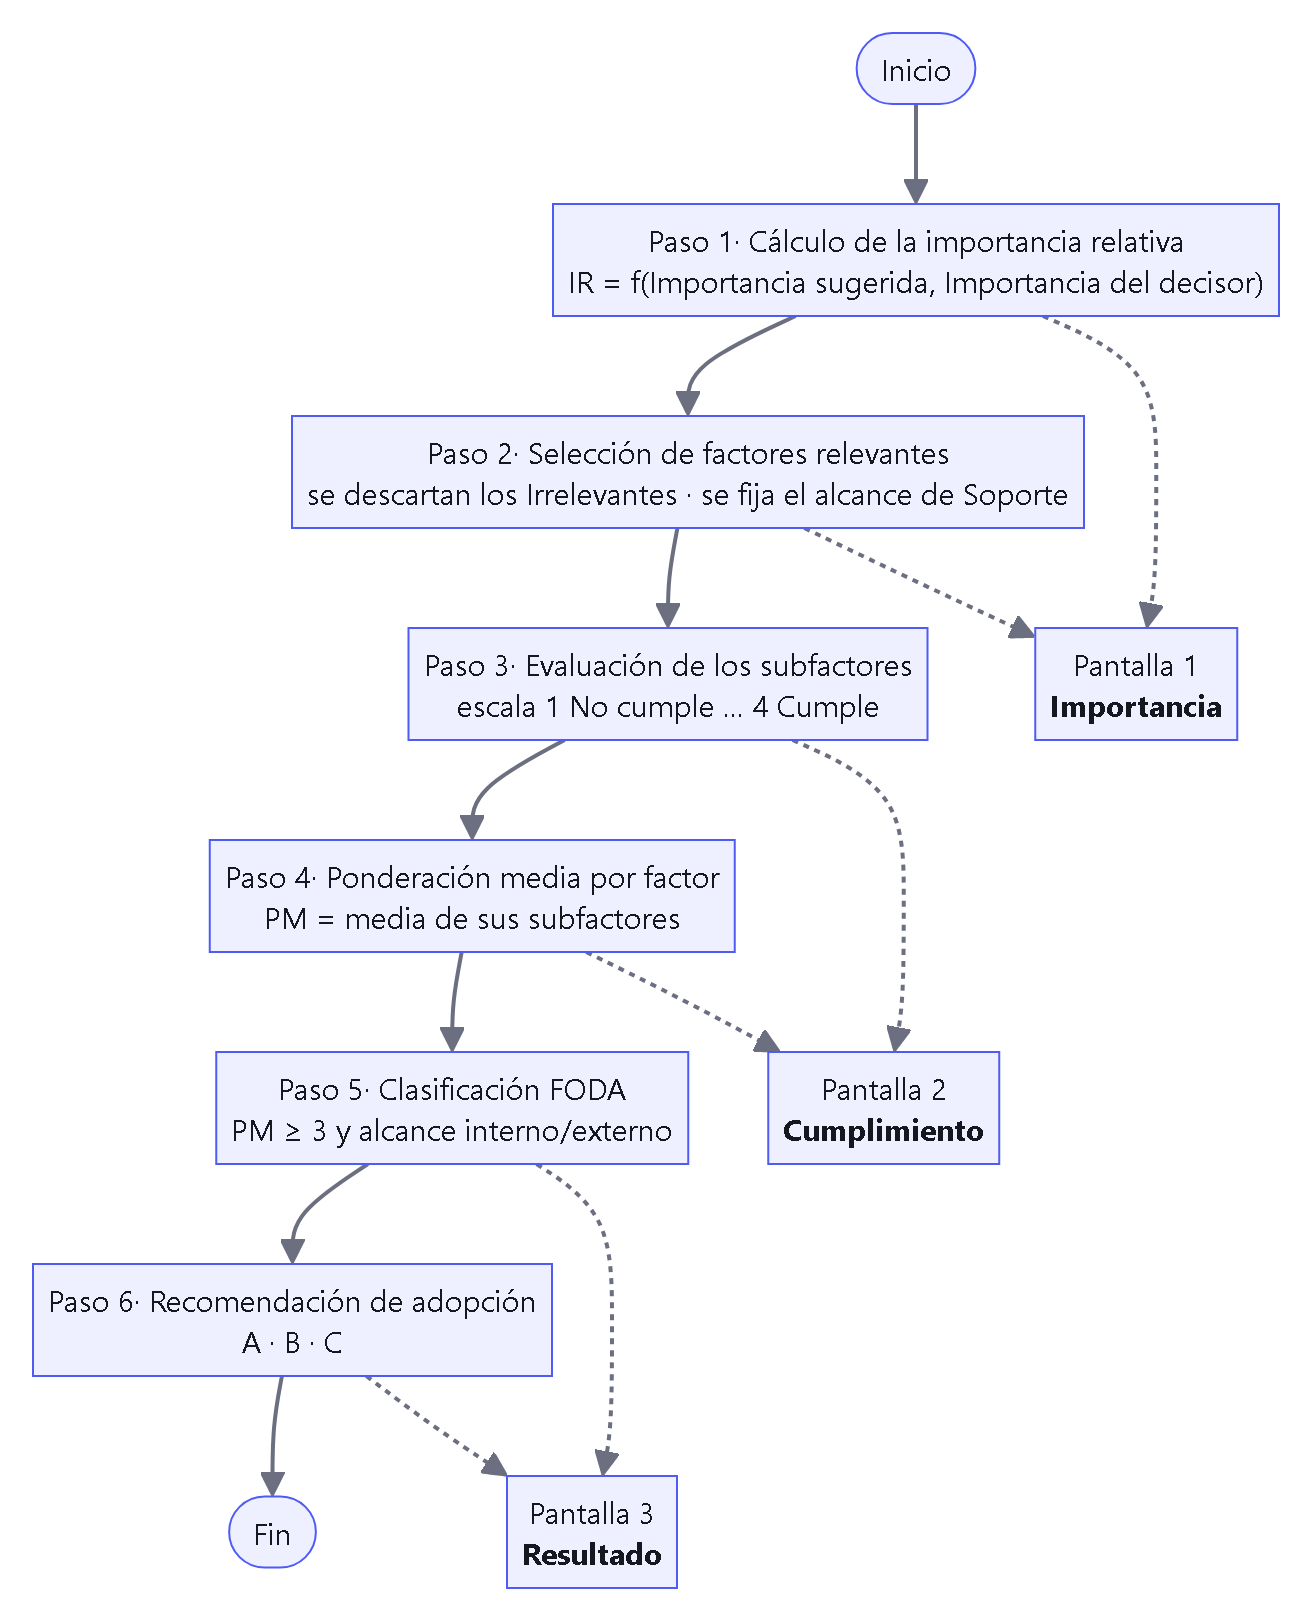 Inicio
Paso 1· Cálculo de la importancia relativa
IR = f(Importancia sugerida, Importancia del decisor)
Paso 2· Selección de factores relevantes
se descartan los Irrelevantes · se fija el alcance de Soporte
Paso 3· Evaluación de los subfactores
escala 1 No cumple ... 4 Cumple
Pantalla 1
Importancia
Paso 4· Ponderación media por factor
PM = media de sus subfactores
Paso 5· Clasificación FODA
PM ≥ 3 y alcance interno/externo
Pantalla 2
Cumplimiento
Paso 6· Recomendación de adopción
A · B · C
Fin
Pantalla 3
Resultado